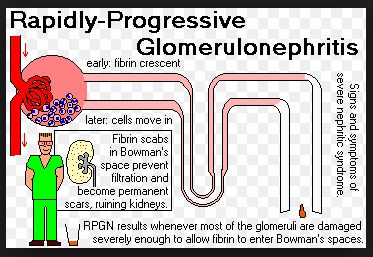 Rapidly-Progressive
Glomerulonephritis
early: fibrin crescent
later: cells move in
Fibrin scabs
in Bowman's
space prevent
filtration and
become permanent
scars, ruining kidneys.
Signs and symptoms of
severe nephritic syndrome.
RPGN results whenever most of the glomeruli are damaged
severely enough to allow fibrin to enter Bowman's spaces.